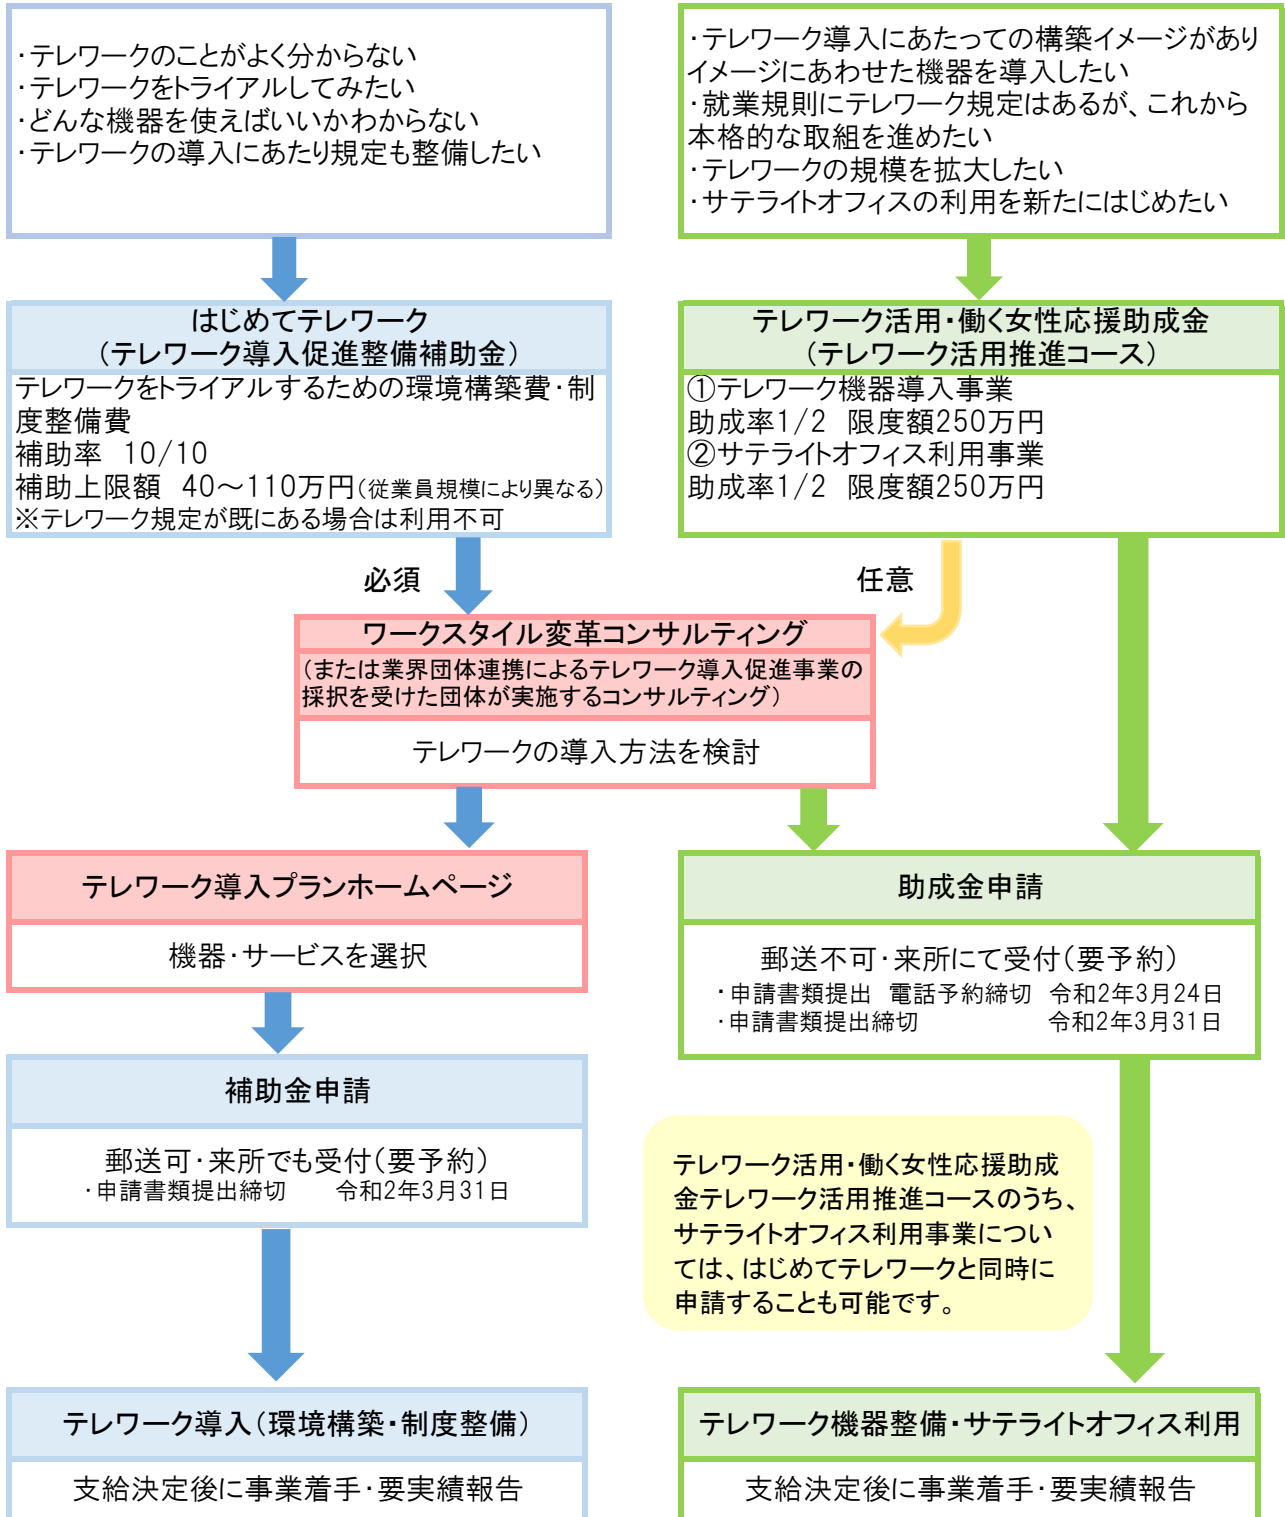 ・テレワークのことがよく分からない
・テレワークをトライアルしてみたい
・どんな機器を使えばいいかわからない
・テレワークの導入にあたり規定も整備したい
・テレワーク導入にあたっての構築イメージがあり
イメージにあわせた機器を導入したい
・就業規則にテレワーク規定はあるが、これから
本格的な取組を進めたい
・テレワークの規模を拡大したい
・サテライトオフィスの利用を新たにはじめたい
はじめてテレワーク
（テレワーク導入促進整備補助金）
テレワークをトライアルするための環境構築費・制
度整備費
補助率　10/10
補助上限額　40～110万円（従業員規模により異なる）
※テレワーク規定が既にある場合は利用不可
テレワーク活用・働く女性応援助成金
（テレワーク活用推進コース）
①テレワーク機器導入事業
助成率1/2　限度額250万円
②サテライトオフィス利用事業
助成率1/2　限度額250万円
必須
任意
ワークスタイル変革コンサルティング
（または業界団体連携によるテレワーク導入促進事業の
採択を受けた団体が実施するコンサルティング）
テレワークの導入方法を検討
テレワーク導入プランホームページ
機器・サービスを選択
助成金申請
郵送不可・来所にて受付（要予約）
・申請書類提出　電話予約締切　令和2年3月24日
・申請書類提出締切　　　　　令和2年3月31日
補助金申請
郵送可・来所でも受付（要予約）
・申請書類提出締切　　令和2年3月31日
テレワーク活用・働く女性応援助成
金テレワーク活用推進コースのうち、
サテライトオフィス利用事業につい
ては、はじめてテレワークと同時に
申請することも可能です。
テレワーク導入（環境構築・制度整備）
支給決定後に事業着手・要実績報告
テレワーク機器整備・サテライトオフィス利用
支給決定後に事業着手・要実績報告